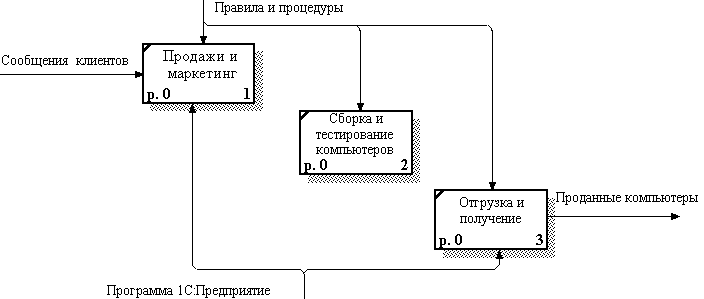 Правила и процедуры
Сообщения клиентов
Продажи и
маркетинг
р. 0 1
Сборка и
тестирование
компьютеров
р. 0 2
Отгрузка и
получение
р. 0 3
Проданные компьютеры
Программа 1С:Предприятие